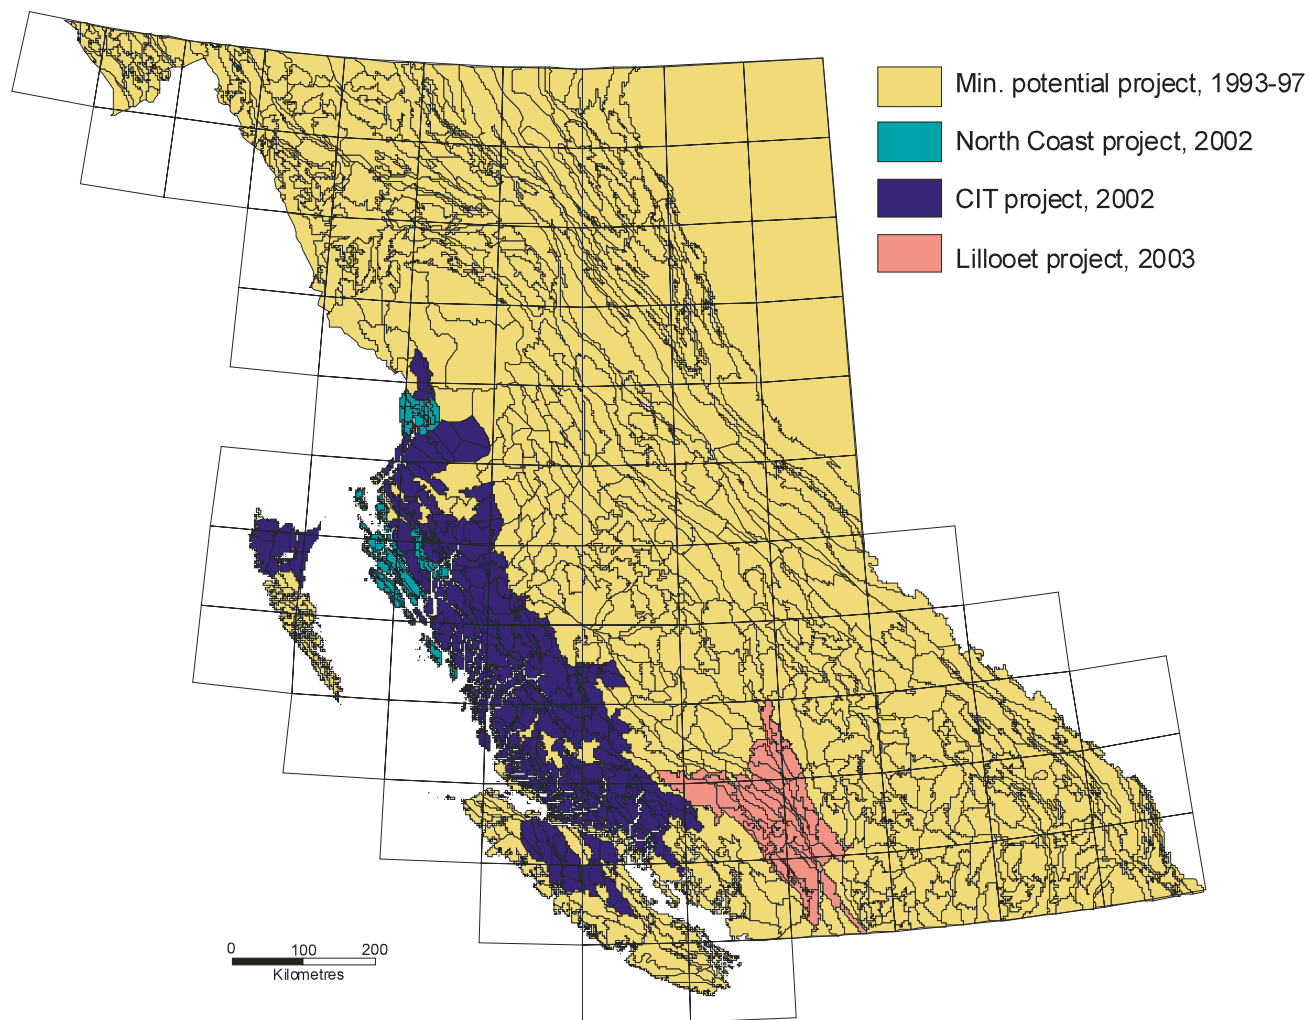 Min. potential project, 1993-97
North Coast project, 2002
CIT project, 2002
Lillooet project, 2003
0 100 200
Kilometres